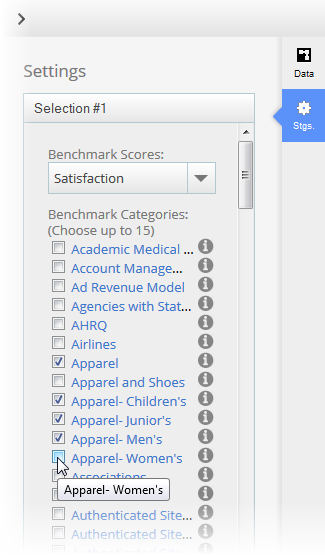 Settings
Data
Stgs.
Selection #1
Benchmark Scores:
Satisfaction
Benchmark Categories:
(Choose up to 15)
Academic Medical ...
Account Manage...
Ad Revenue Model
Agencies with Stat...
AHRQ
Airlines
Apparel
Apparel and Shoes
Apparel- Children's
Apparel- Junior's
Apparel- Men's
Apparel- Women's
Associations
Apparel- Women's
Authenticated Site...
Authenticated Site...